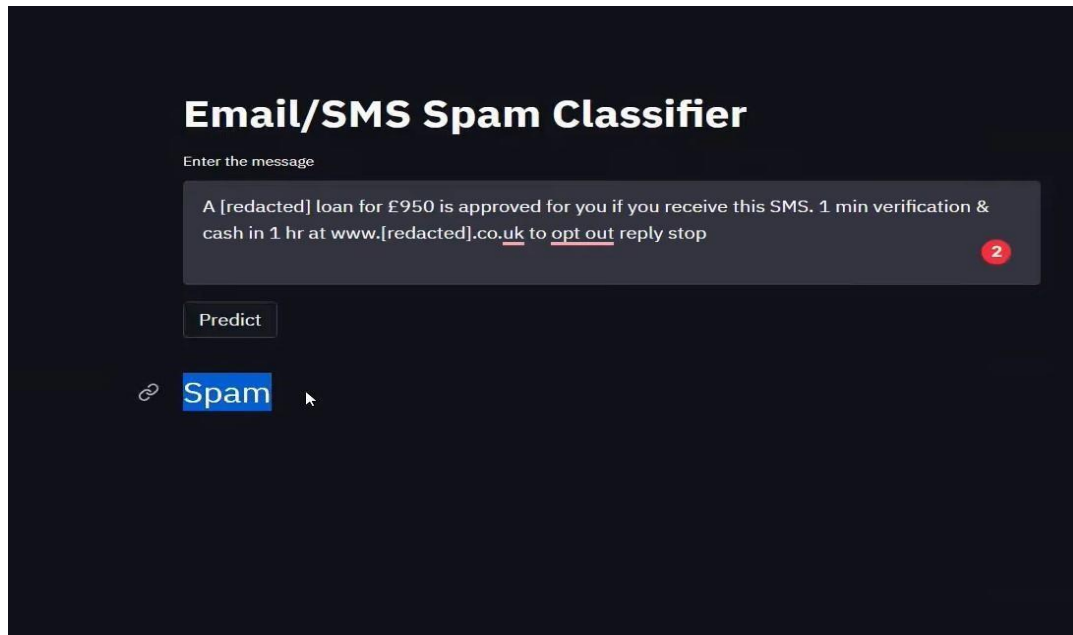 Email/SMS Spam Classifier
Enter the message
A [redacted] loan for £950 is approved for you if you receive this SMS. 1 min verification &
cash in 1 hr at www.[redacted].co.uk to opt out reply stop
2
Predict
Spam